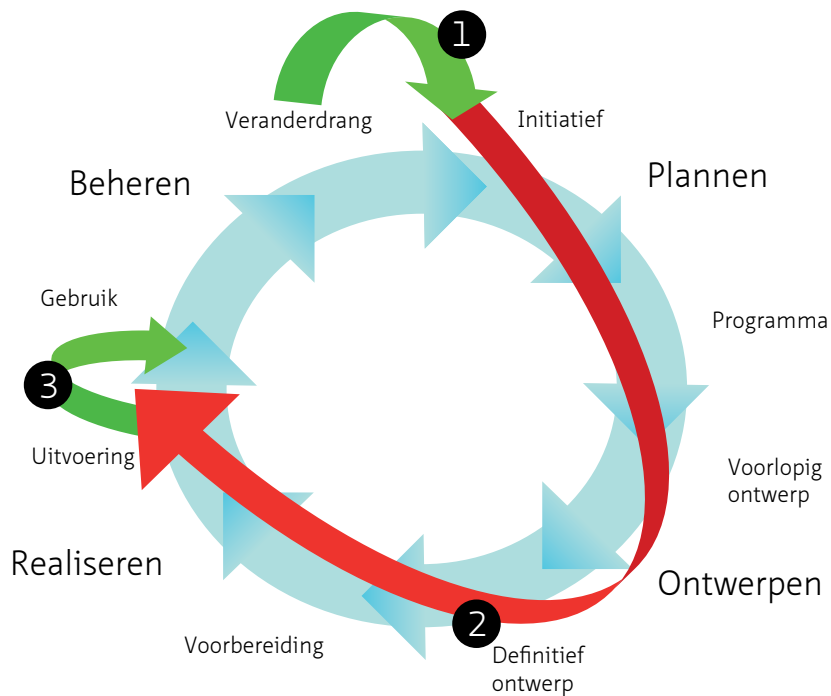 1
Veranderdrang
Initiatief
Beheren
Plannen
Gebruik
Programma
3
Uitvoering
Voorlopig
ontwerp
Realiseren
Ontwerpen
2
Voorbereiding
Definitief
ontwerp